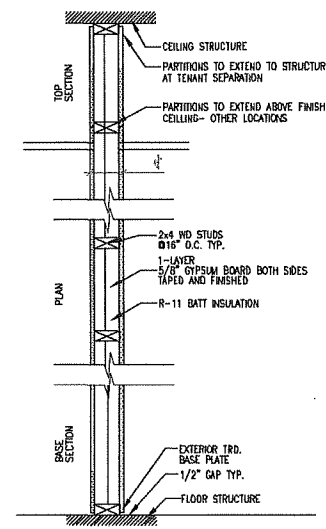 CEILING STRUCTURE
PARTITIONS TO EXTEND TO STRUCTUR
AT TENANT SEPARATION
TOP
SECTION
PARTITIONS TO EXTEND ABOVE FINISH
CEILLING- OTHER LOCATIONS
2x4 WD STUDS
@16" O.C. TYP.
PLAN
1-LAYER
5/8" GYPSUM BOARD BOTH SIDES
TAPED AND FINISHED
R-11 BATT INSULATION
BASE
SECTION
EXTERIOR TRD.
BASE PLATE
1/2" GAP TYP.
FLOOR STRUCTURE